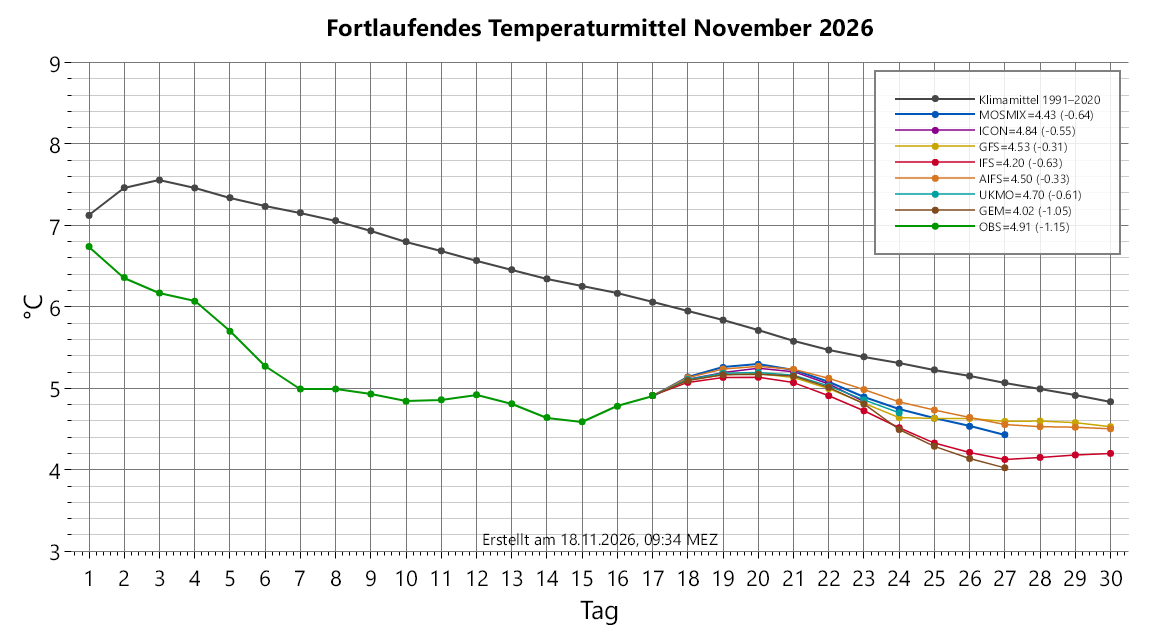 Fortlaufendes Temperaturmittel November 2026
9
8
7
6
5
4
3
°C
Klimamittel 1991–2020
MOSMIX=4.43 (-0.64)
ICON=4.84 (-0.55)
GFS=4.53 (-0.31)
IFS=4.20 (-0.63)
AIFS=4.50 (-0.33)
UKMO=4.70 (-0.61)
GEM=4.02 (-1.05)
OBS=4.91 (-1.15)
Erstellt am 18.11.2026, 09:34 MEZ
1 2 3 4 5 6 7 8 9 10 11 12 13 14 15 16 17 18 19 20 21 22 23 24 25 26 27 28 29 30
Tag